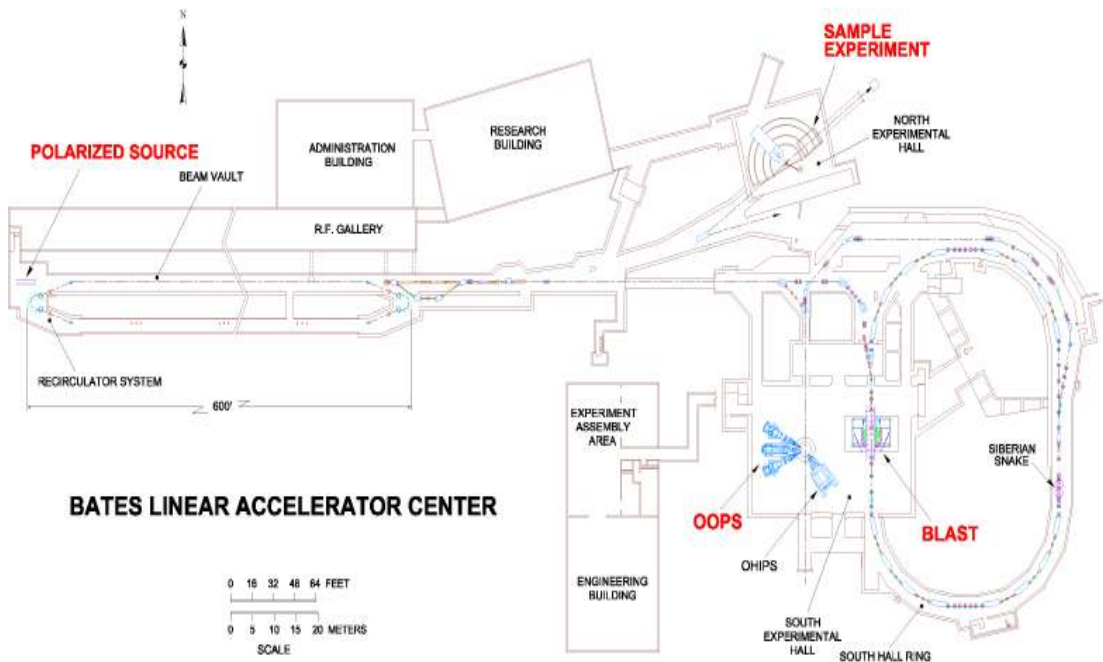 N
SAMPLE
EXPERIMENT
POLARIZED SOURCE
BEAM VAULT
ADMINISTRATION
BUILDING
RESEARCH
BUILDING
NORTH
EXPERIMENTAL
HALL
R.F. GALLERY
RECIRCULATOR SYSTEM
600'
EXPERIMENT
ASSEMBLY
AREA
SIBERIAN
SNAKE
BATES LINEAR ACCELERATOR CENTER
OOPS
BLAST
OHIPS
ENGINEERING
BUILDING
0 16 32 48 64 FEET
0 5 10 15 20 METERS
SCALE
SOUTH
EXPERIMENTAL
HALL
SOUTH HALL RING